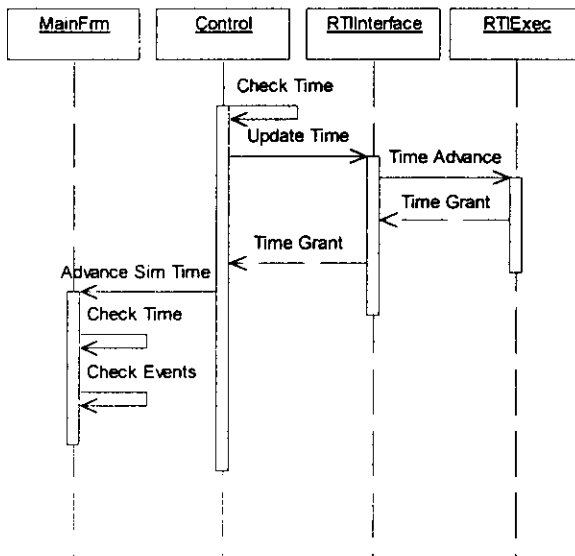 MainFrm
Control
RTIInterface
RTIExec
Check Time
Update Time
Time Advance
Time Grant
Time Grant
Advance Sim Time
Check Time
Check Events